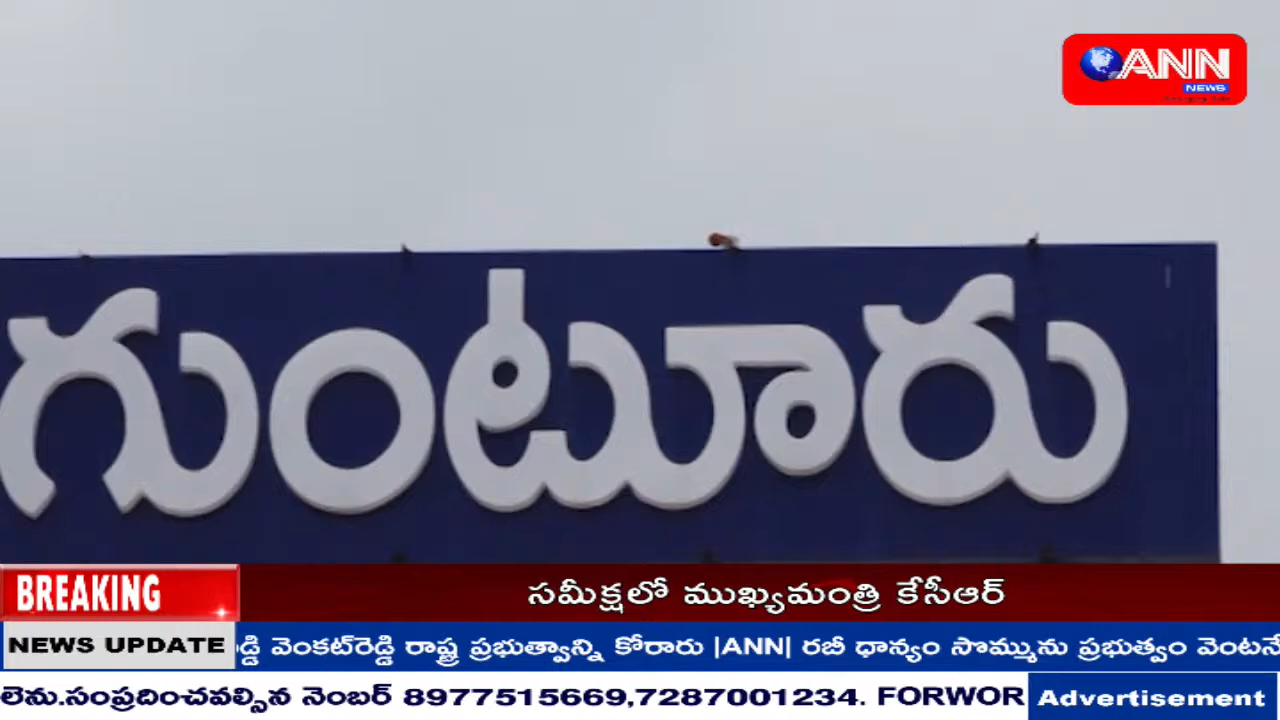 ANN
NEWS
గుంటూరు
BREAKING
సమీక్షలో ముఖ్యమంత్రి కేసీఆర్
NEWS UPDATE
వెంకట్‌రెడ్డి రాష్ట్ర ప్రభుత్వాన్ని కోరారు |ANN| రబీ ధాన్యం సొమ్మును ప్రభుత్వం వెంటనే
లెను.సంప్రదించవల్సిన నెంబర్ 8977515669,7287001234. FORWOR
Advertisement